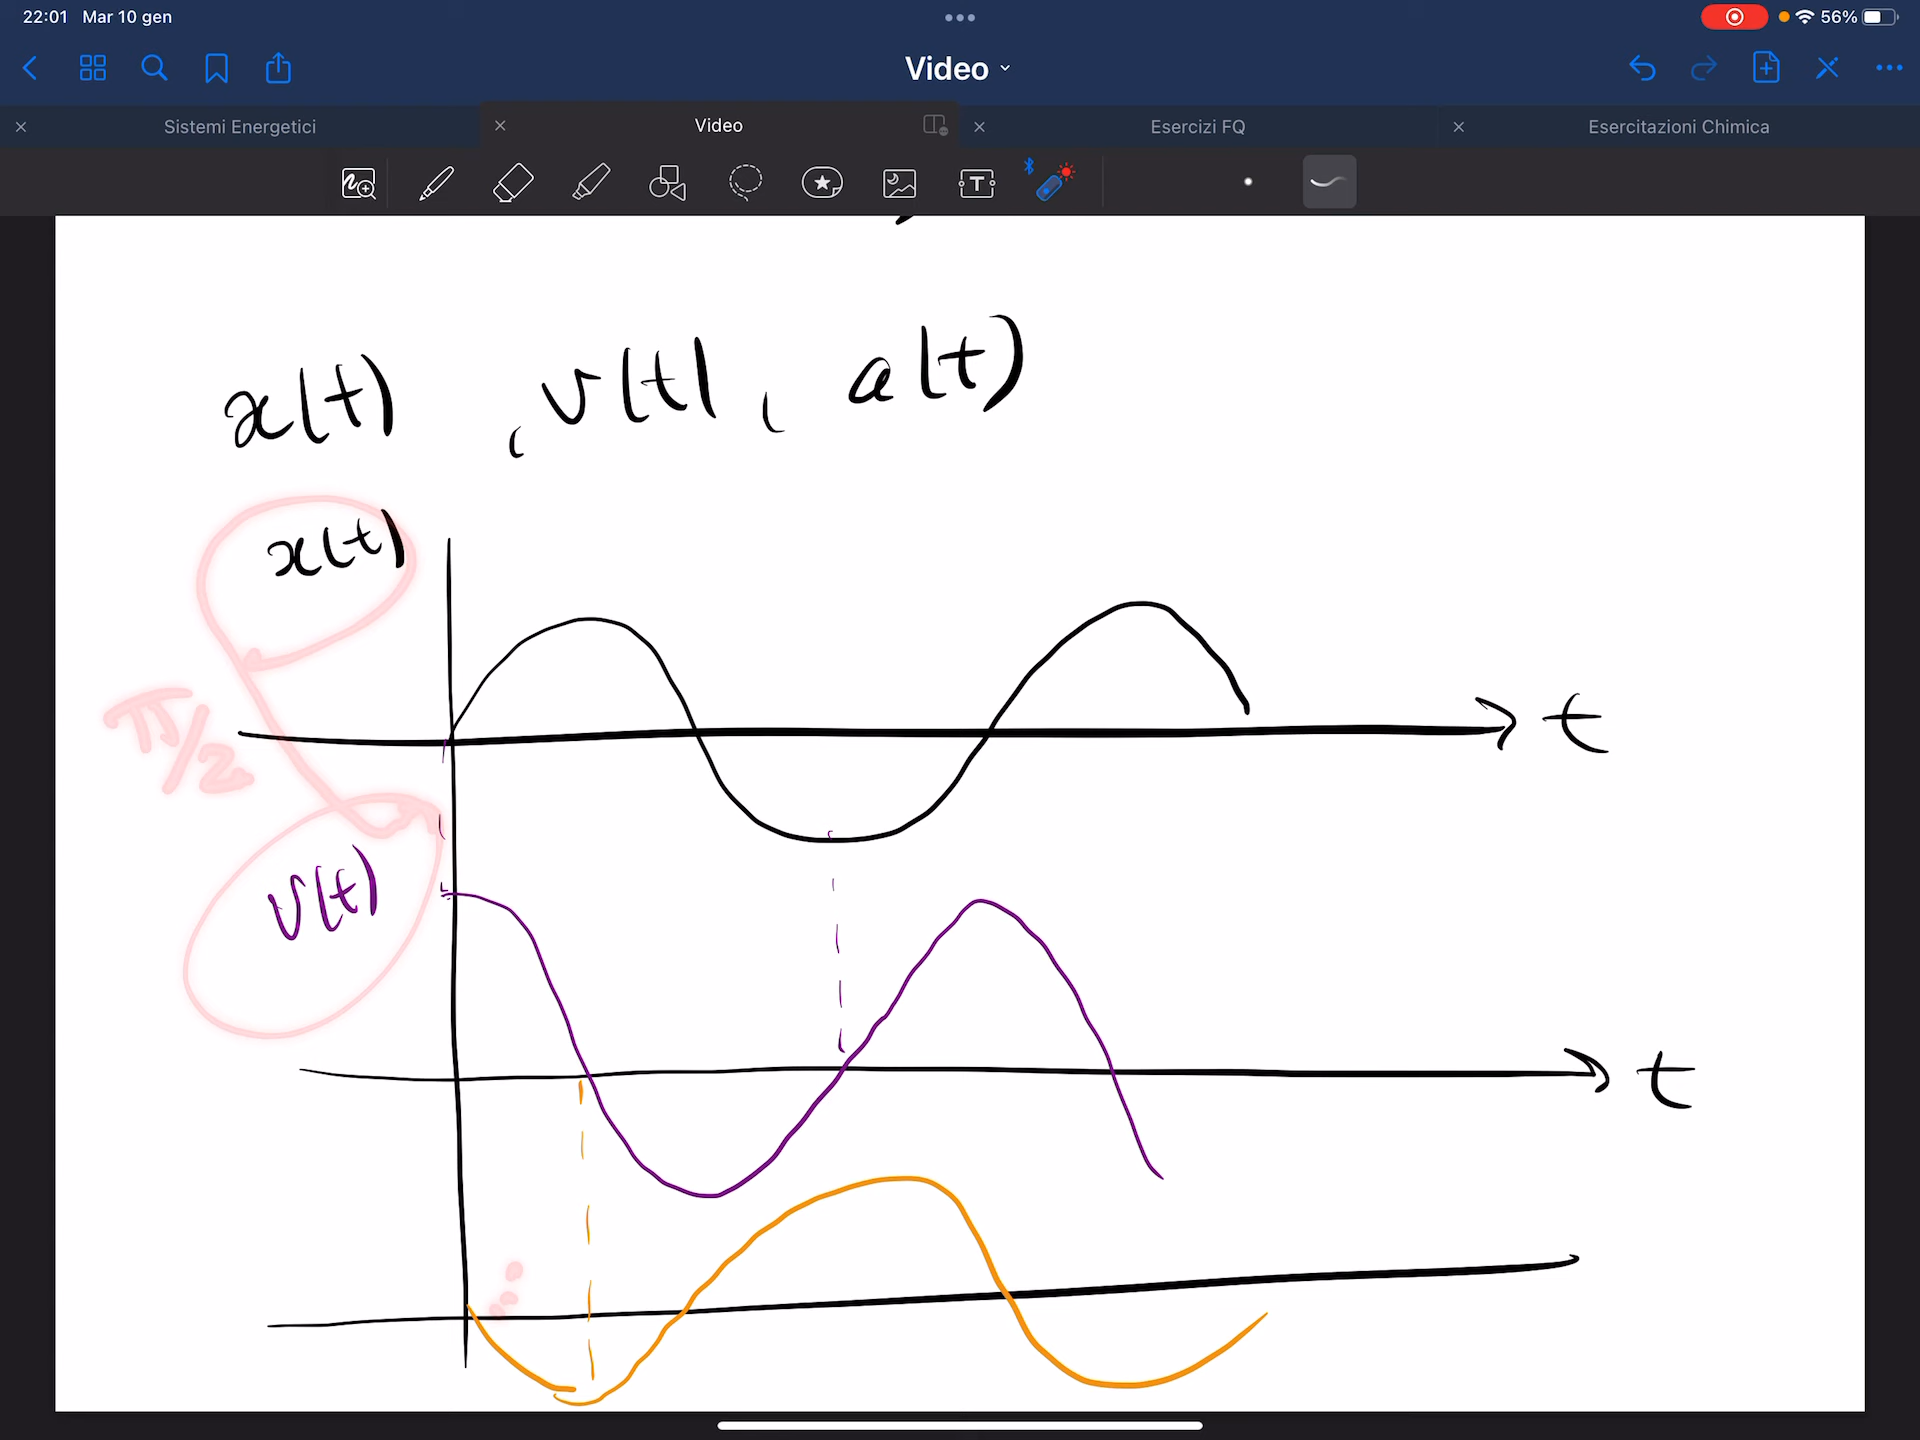 22:01 Mar 10 gen 56%
Video
Sistemi Energetici Video Esercizi FQ Esercitazioni Chimica
T
x(t) , v(t) , a(t)
x(t)
π/2
t
v(t)
t